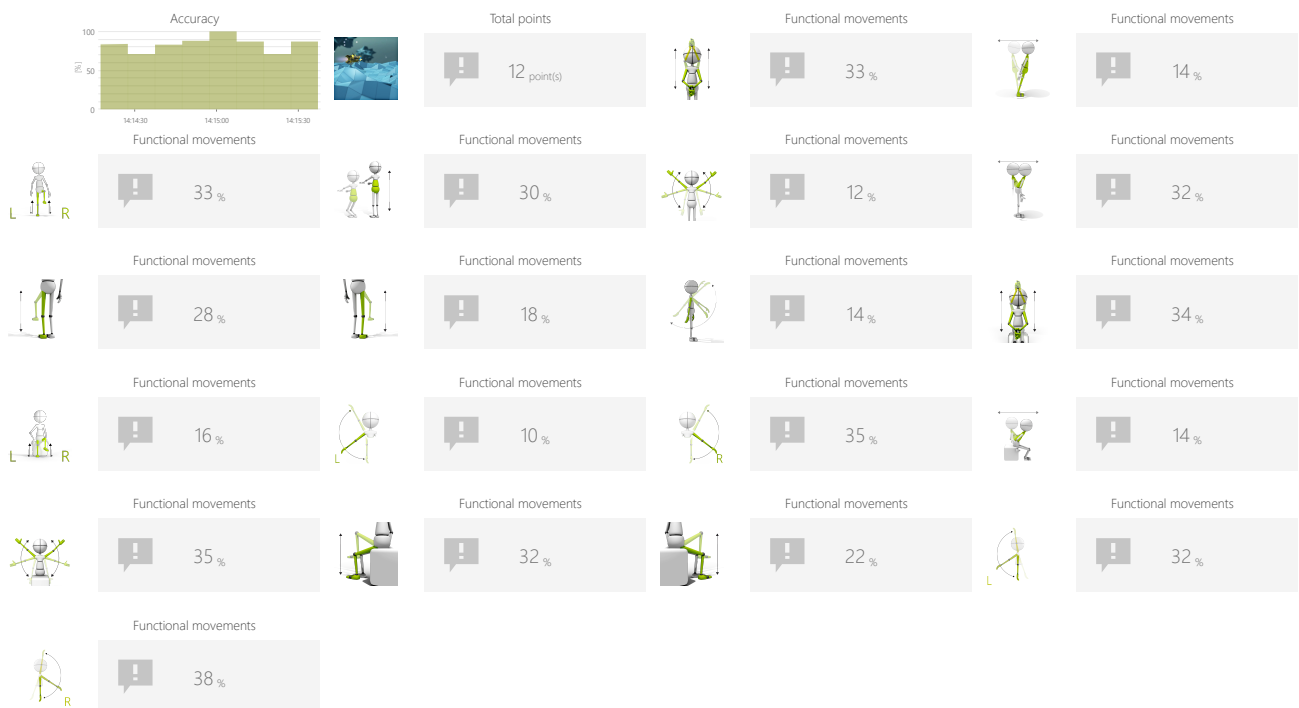 Accuracy
Total points
Functional movements
Functional movements
100
[%]
50
0
14:14:30
14:15:00
14:15:30
12 point(s)
33 %
14 %
Functional movements
Functional movements
Functional movements
Functional movements
L R
33 %
30 %
12 %
32 %
Functional movements
Functional movements
Functional movements
Functional movements
28 %
18 %
14 %
34 %
Functional movements
Functional movements
Functional movements
Functional movements
L R
16 %
L
10 %
R
35 %
14 %
Functional movements
Functional movements
Functional movements
Functional movements
35 %
32 %
22 %
L
32 %
Functional movements
R
38 %